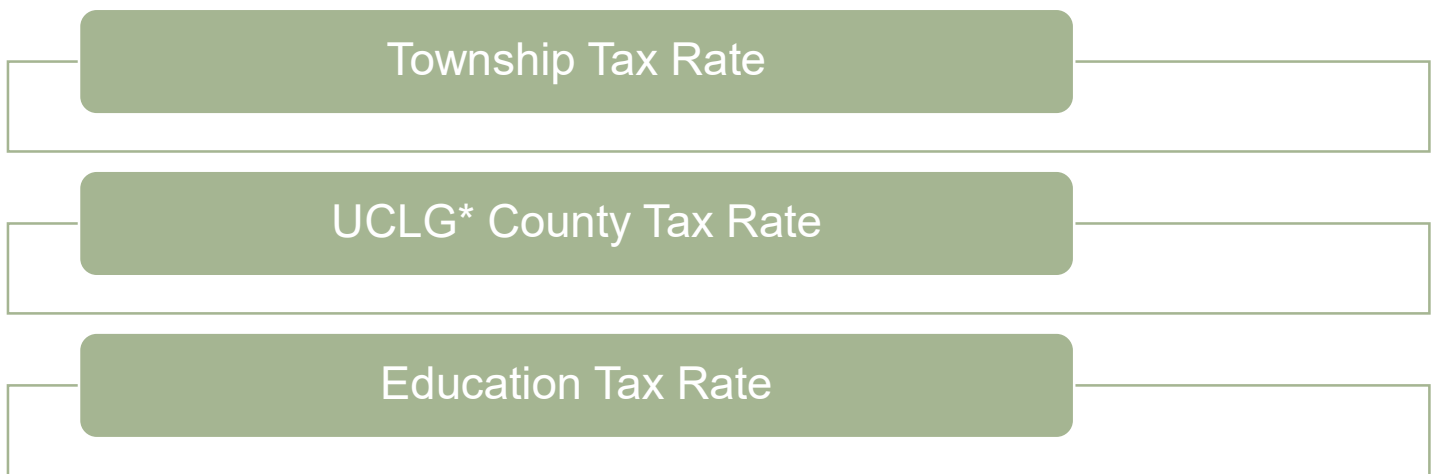 Township Tax Rate
UCLG* County Tax Rate
Education Tax Rate